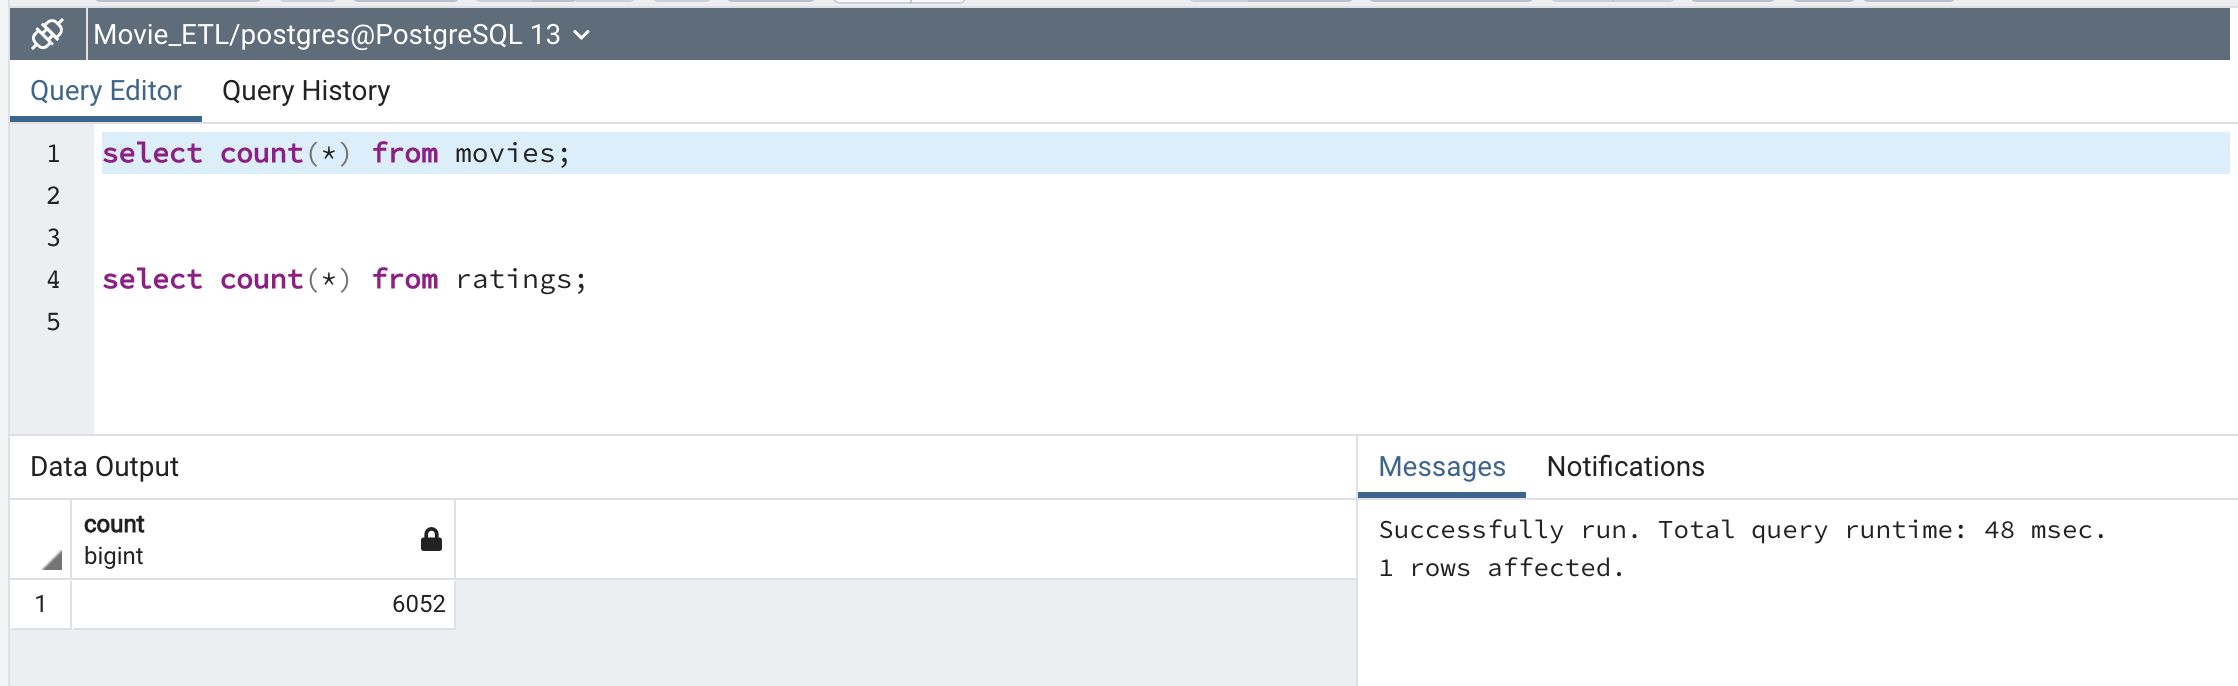 Movie_ETL/postgres@PostgreSQL 13
Query Editor Query History
1 select count(*) from movies;
2
3
4 select count(*) from ratings;
5
Data Output
count
bigint
1 6052
Messages Notifications
Successfully run. Total query runtime: 48 msec.
1 rows affected.